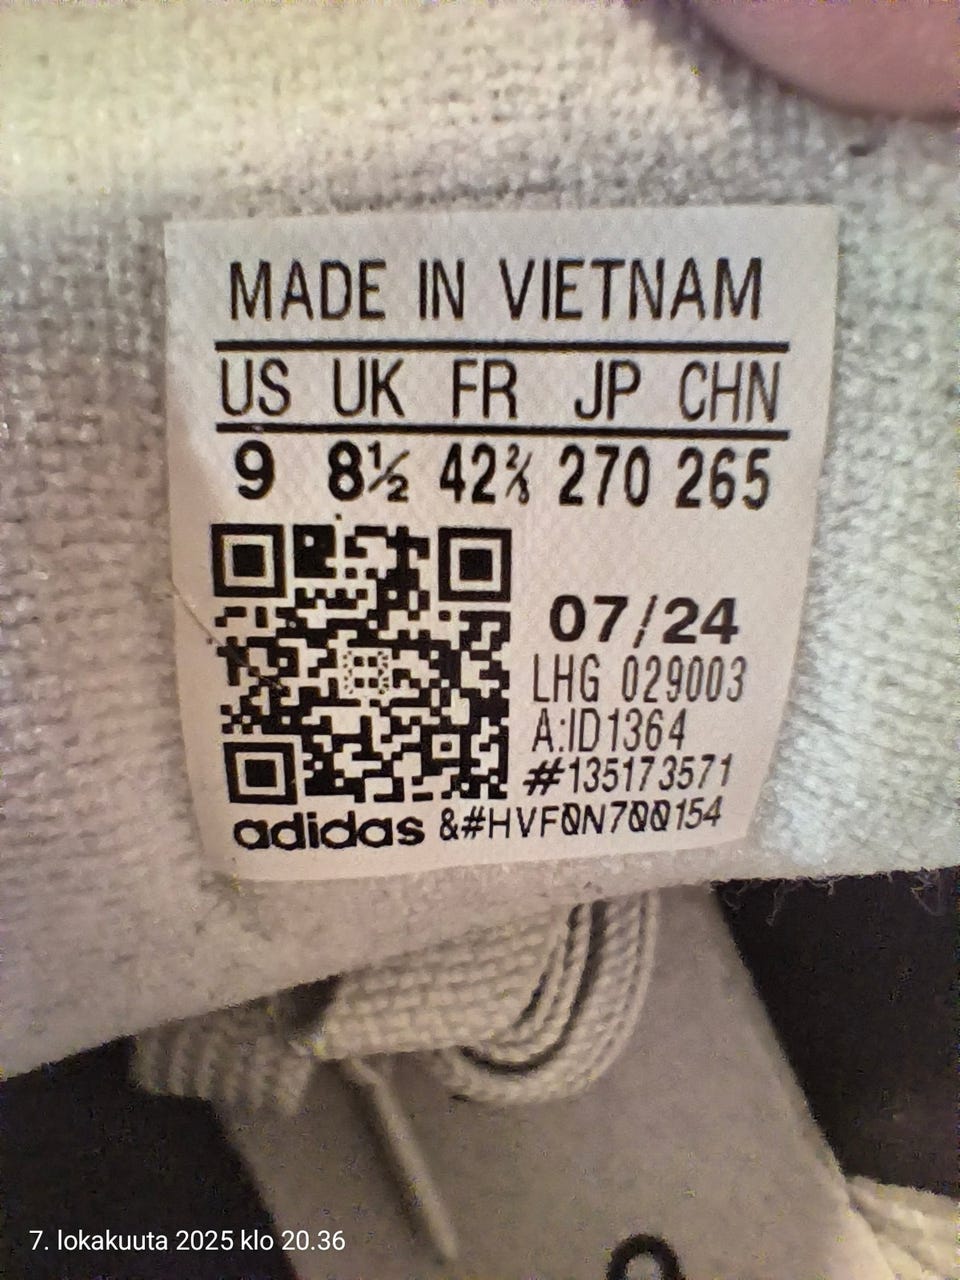 MADE IN VIETNAM
US UK FR JP CHN
9 8½ 42⅔ 270 265
07/24
LHG 029003
A:ID1364
#135173571
adidas &#HVF0N700154
7. lokakuuta 2025 klo 20.36